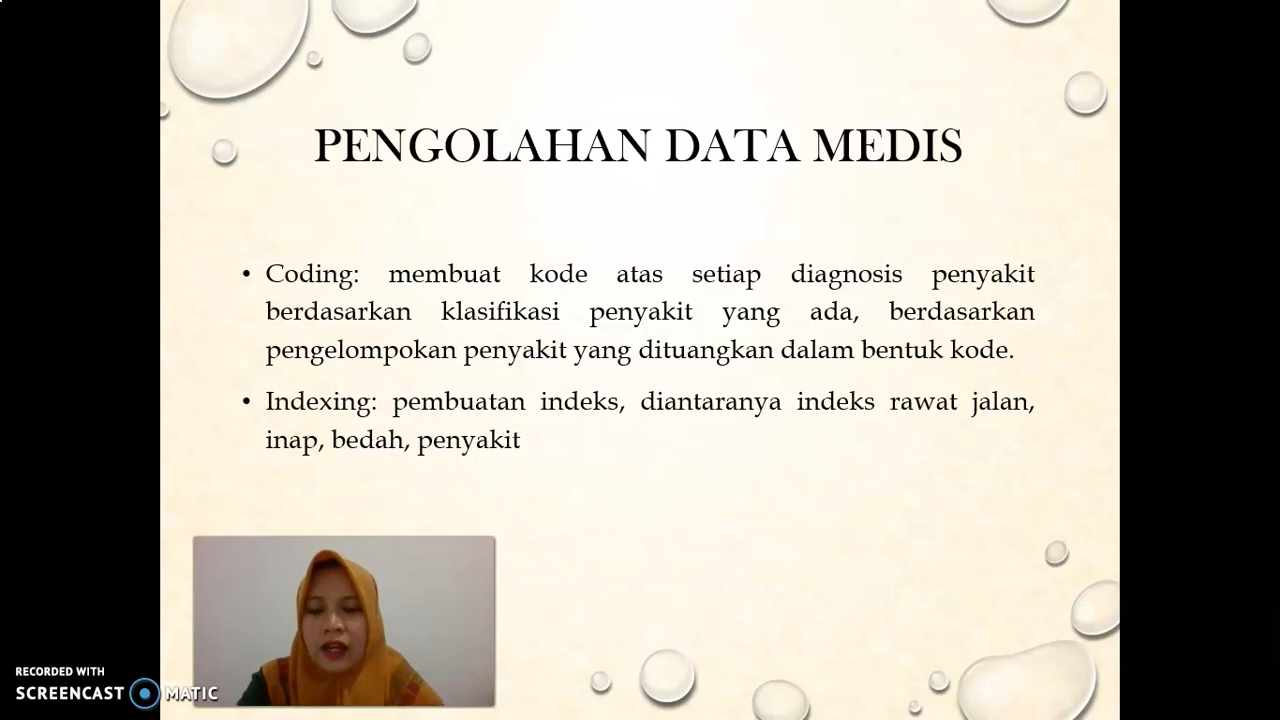 PENGOLAHAN DATA MEDIS
• Coding: membuat kode atas setiap diagnosis penyakit
berdasarkan klasifikasi penyakit yang ada, berdasarkan
pengelompokan penyakit yang dituangkan dalam bentuk kode.
• Indexing: pembuatan indeks, diantaranya indeks rawat jalan,
inap, bedah, penyakit
RECORDED WITH
SCREENCAST MATIC